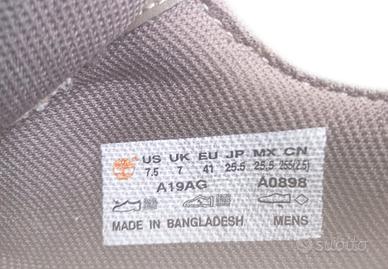 US UK EU JP MX CN
7.5 7 41 25.5 25.5 255(2.5)
A19AG A0898
MADE IN BANGLADESH MENS
subito